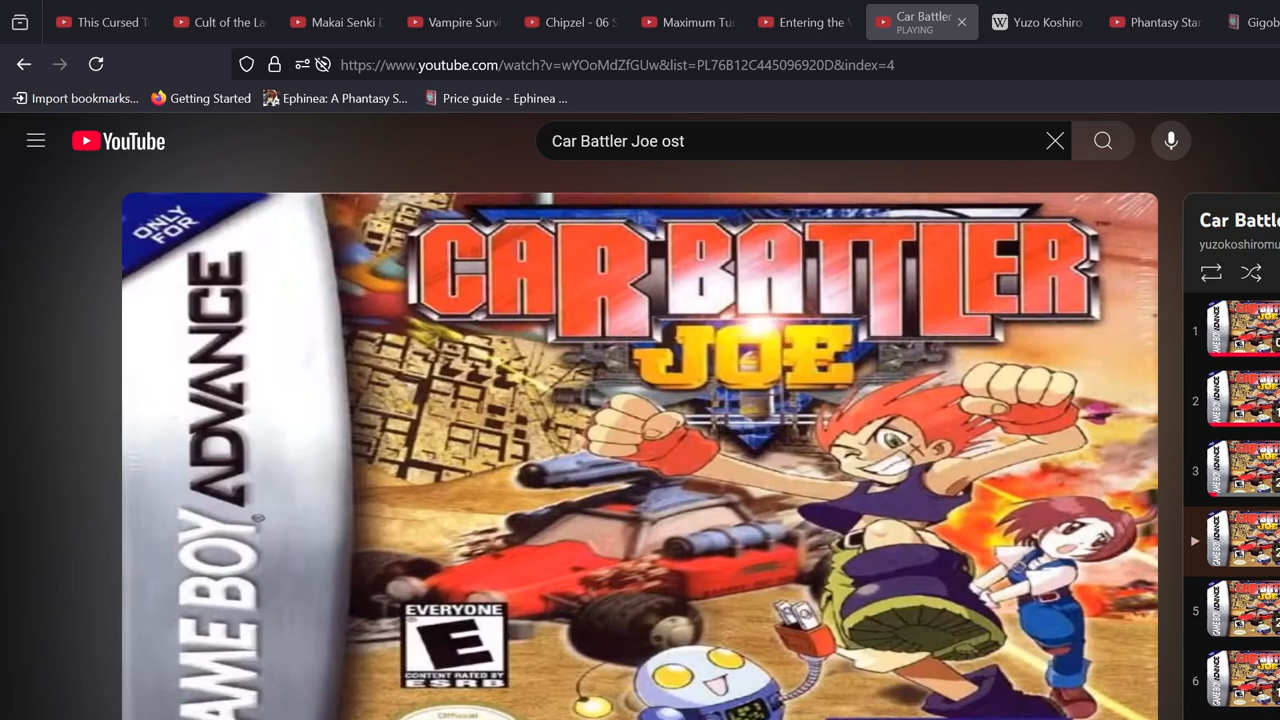 This Cursed T
Cult of the La
Makai Senki D
Vampire Survi
Chipzel - 06 S
Maximum Tu
Entering the
Car Battler
PLAYING
Yuzo Koshiro
Phantasy Star
Gigob
https://www.youtube.com/watch?v=wYOoMdZfGUw&list=PL76B12C445096920D&index=4
Import bookmarks...
Getting Started
Ephinea: A Phantasy S...
Price guide - Ephinea ...
YouTube
Car Battler Joe ost
ONLY
FOR
GAME BOY ADVANCE
CAR BATTLER
JOE
™
EVERYONE
E
CONTENT RATED BY
ESRB
Official
Car Battle
yuzokoshiromu
1
2
3
5
6